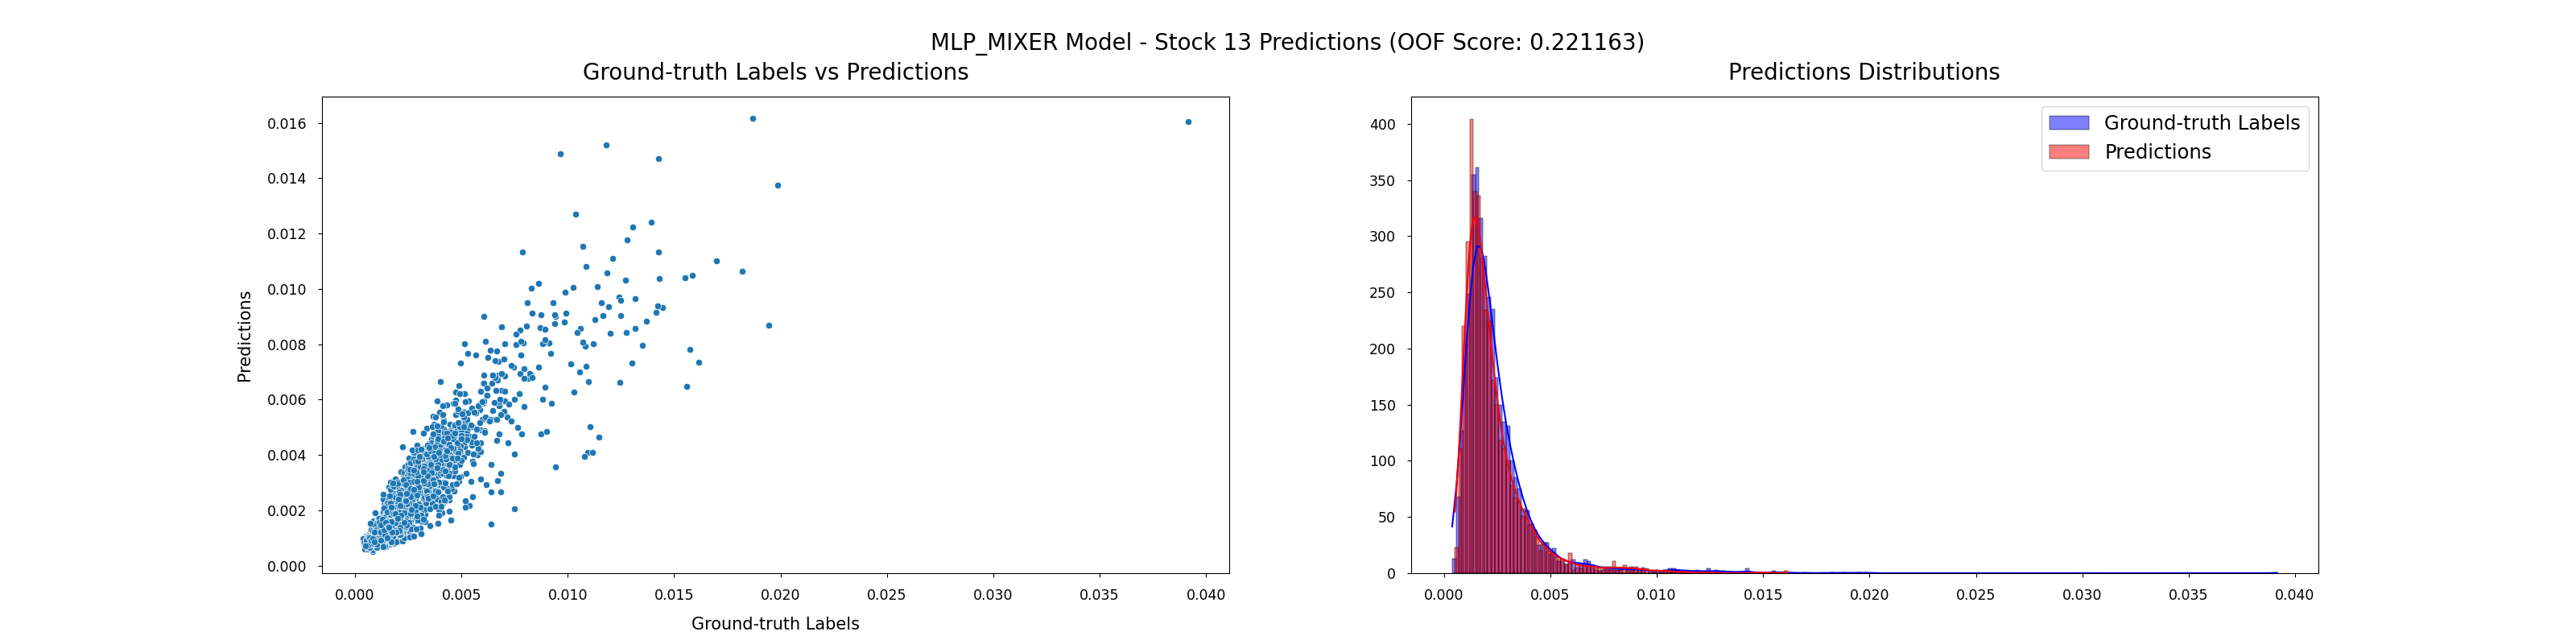 MLP_MIXER Model - Stock 13 Predictions (OOF Score: 0.221163)
Ground-truth Labels vs Predictions
Predictions
0.016
0.014
0.012
0.010
0.008
0.006
0.004
0.002
0.000
0.000 0.005 0.010 0.015 0.020 0.025 0.030 0.035 0.040
Ground-truth Labels
Predictions Distributions
Ground-truth Labels
Predictions
400
350
300
250
200
150
100
50
0
0.000 0.005 0.010 0.015 0.020 0.025 0.030 0.035 0.040